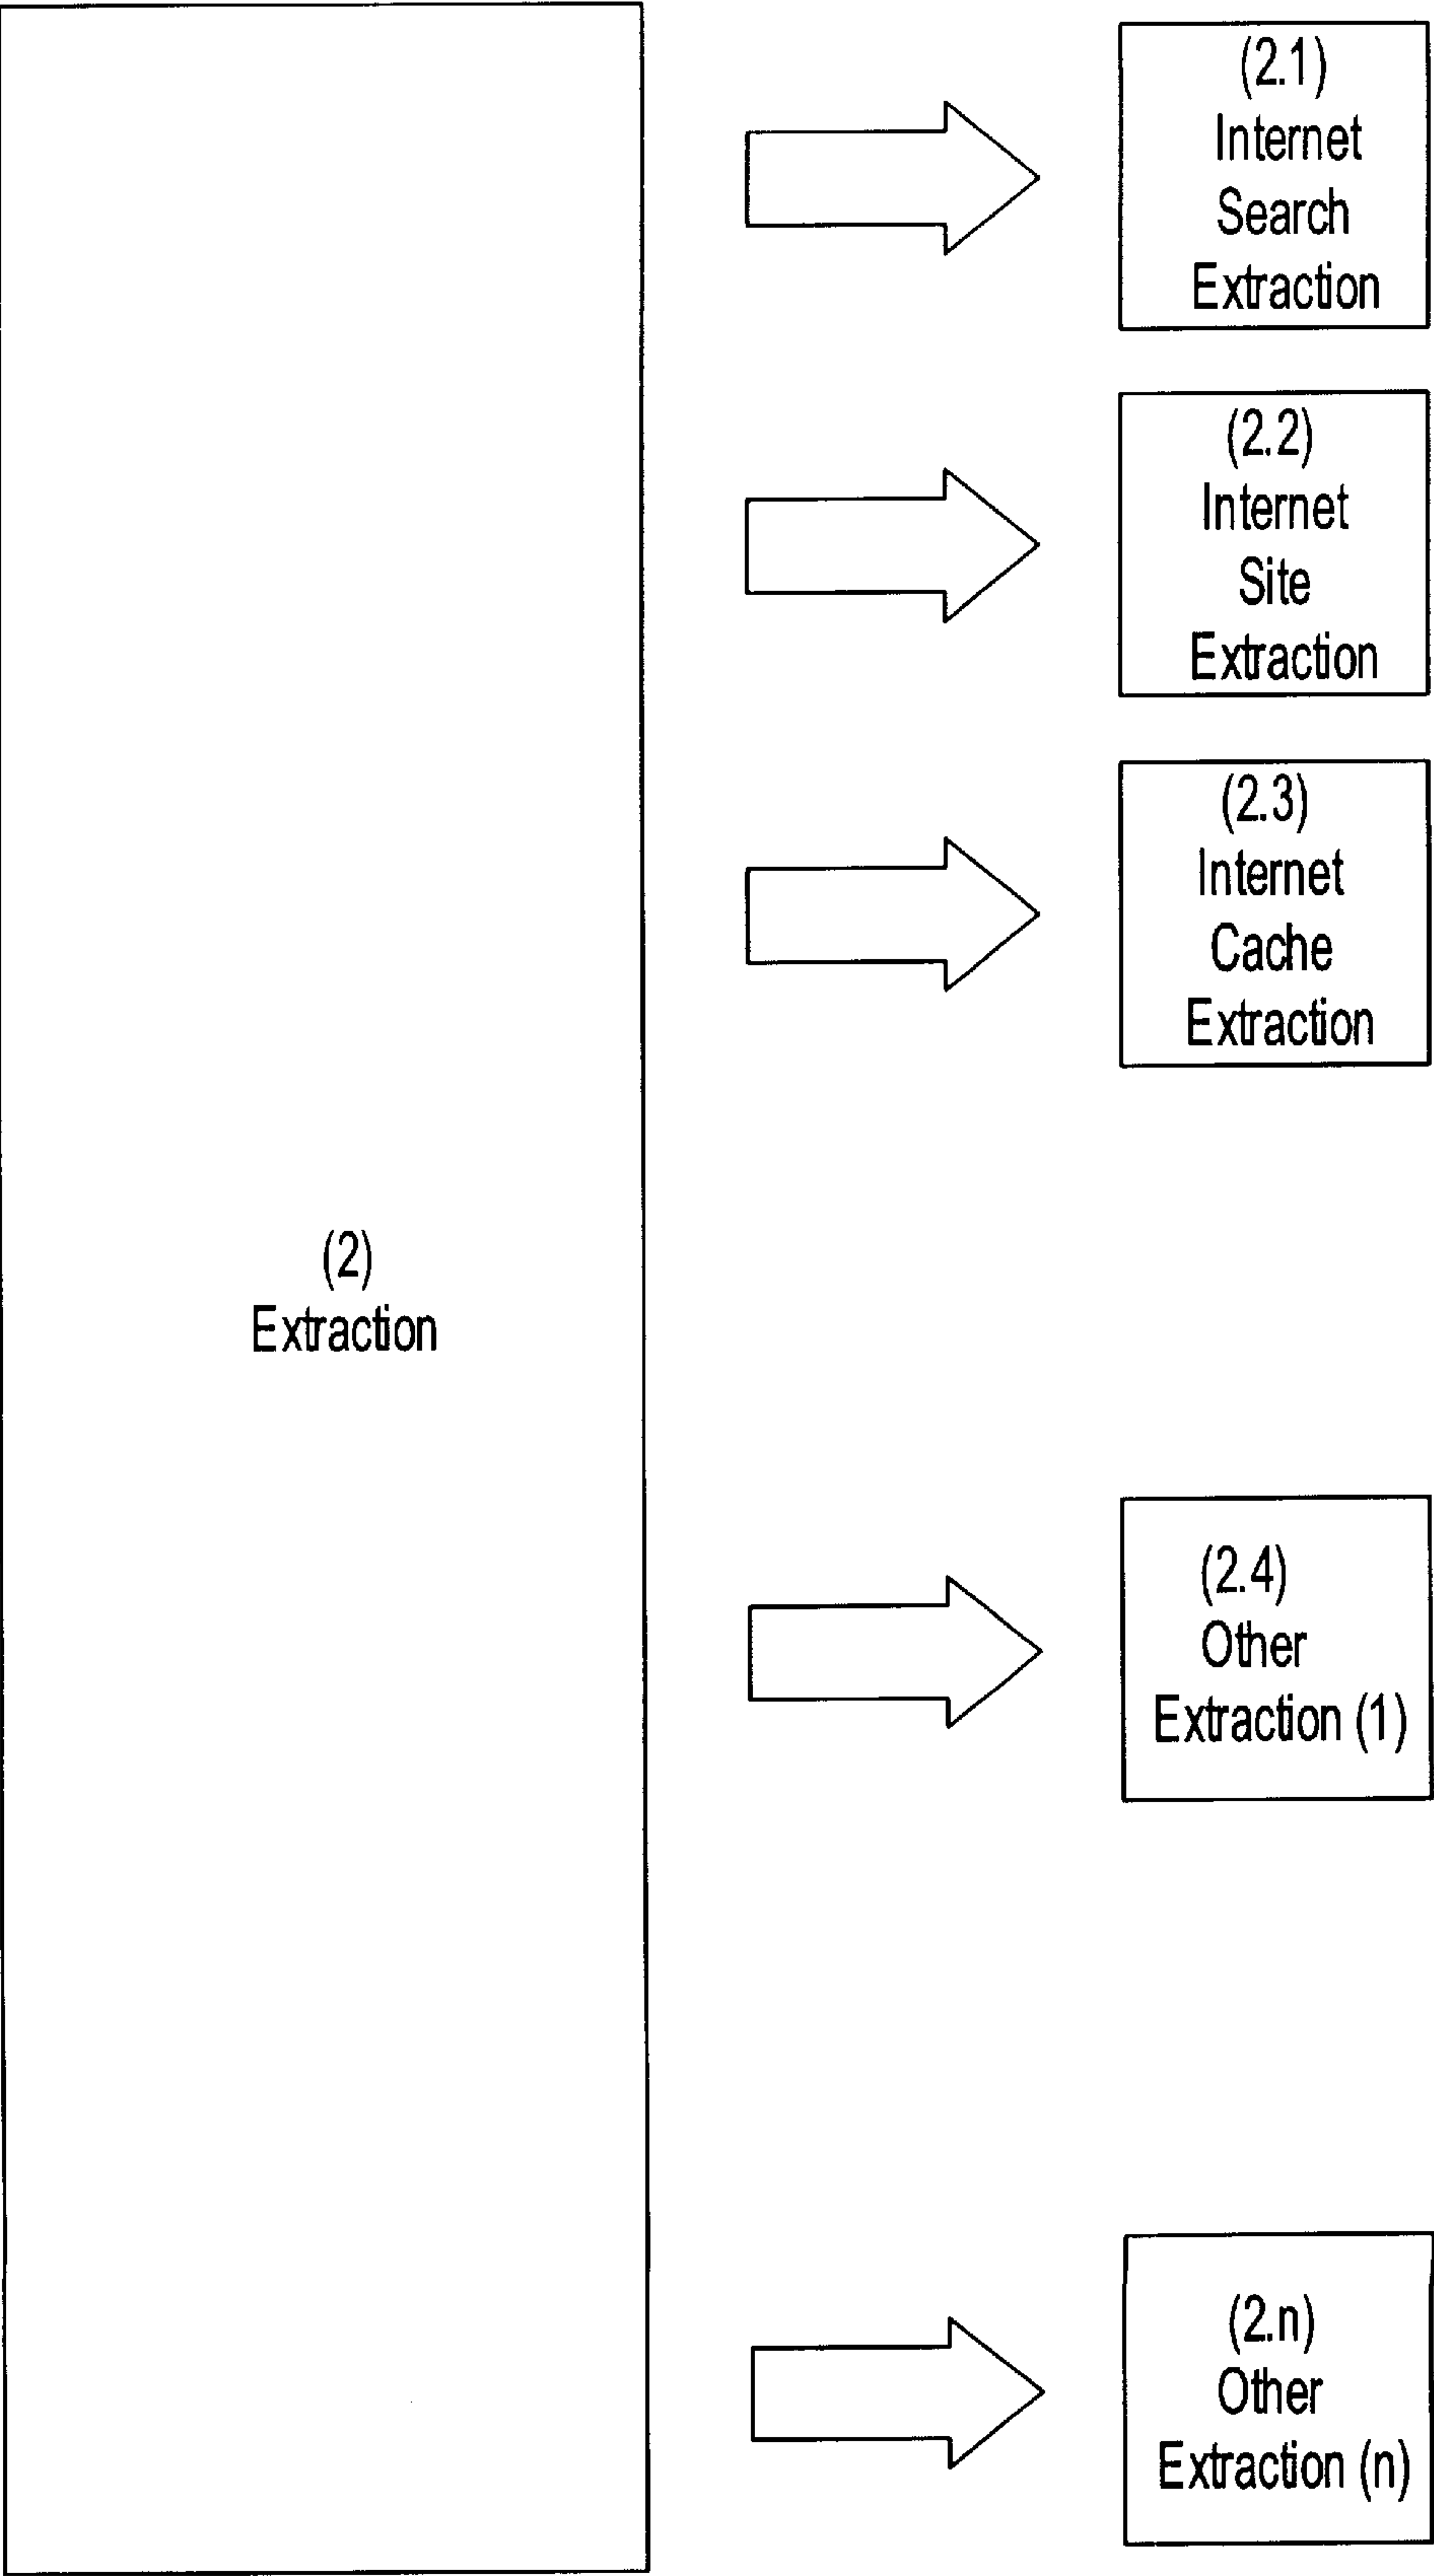 (2.1)
Internet
Search
Extraction
(2.2)
Internet
Site
Extraction
(2.3)
Internet
Cache
Extraction
(2)
Extraction
(2.4)
Other
Extraction (1)
(2.n)
Other
Extraction (n)